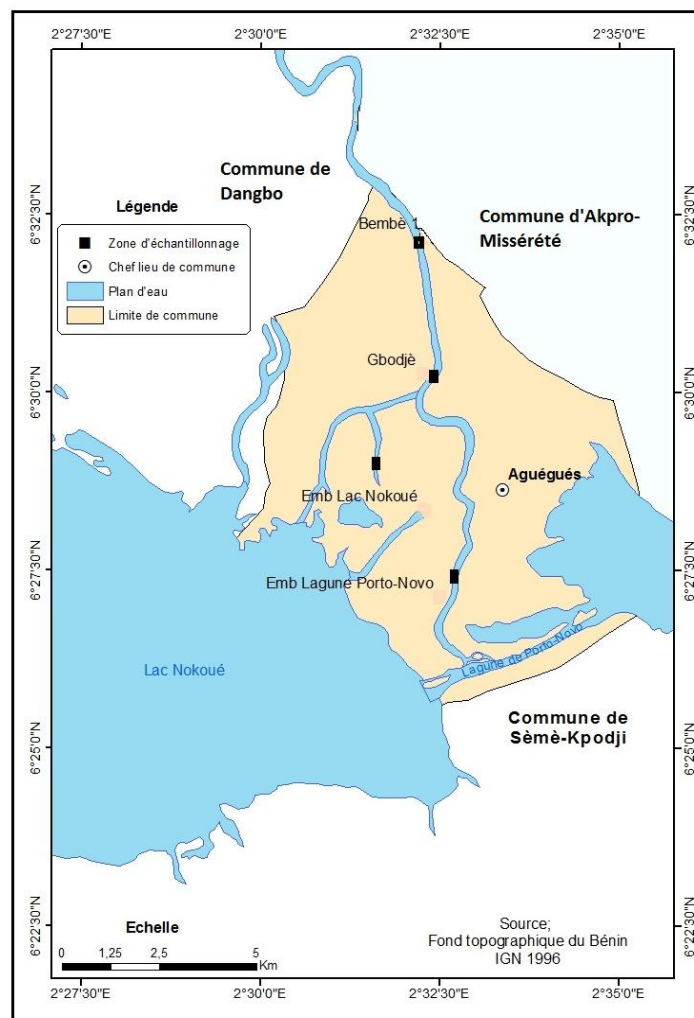 2°27'30"E
2°30'0"E
2°32'30"E
2°35'0"E
Commune de
Dangbo
Commune d'Akpro-
Missérété
Légende
Zone d'échantillonnage
Chef lieu de commune
Plan d'eau
Limite de commune
6°32'30"N
6°32'30"N
Bembè 1
Gbodjè
6°30'0"N
6°30'0"N
Aguégués
Emb Lac Nokoué
6°27'30"N
6°27'30"N
Emb Lagune Porto-Novo
Lagune de Porto-Novo
Lac Nokoué
Commune de
Sèmè-Kpodji
6°25'0"N
6°25'0"N
Echelle
0 1,25 2,5 5
Km
Source;
Fond topographique du Bénin
IGN 1996
6°22'30"N
6°22'30"N
2°27'30"E
2°30'0"E
2°32'30"E
2°35'0"E